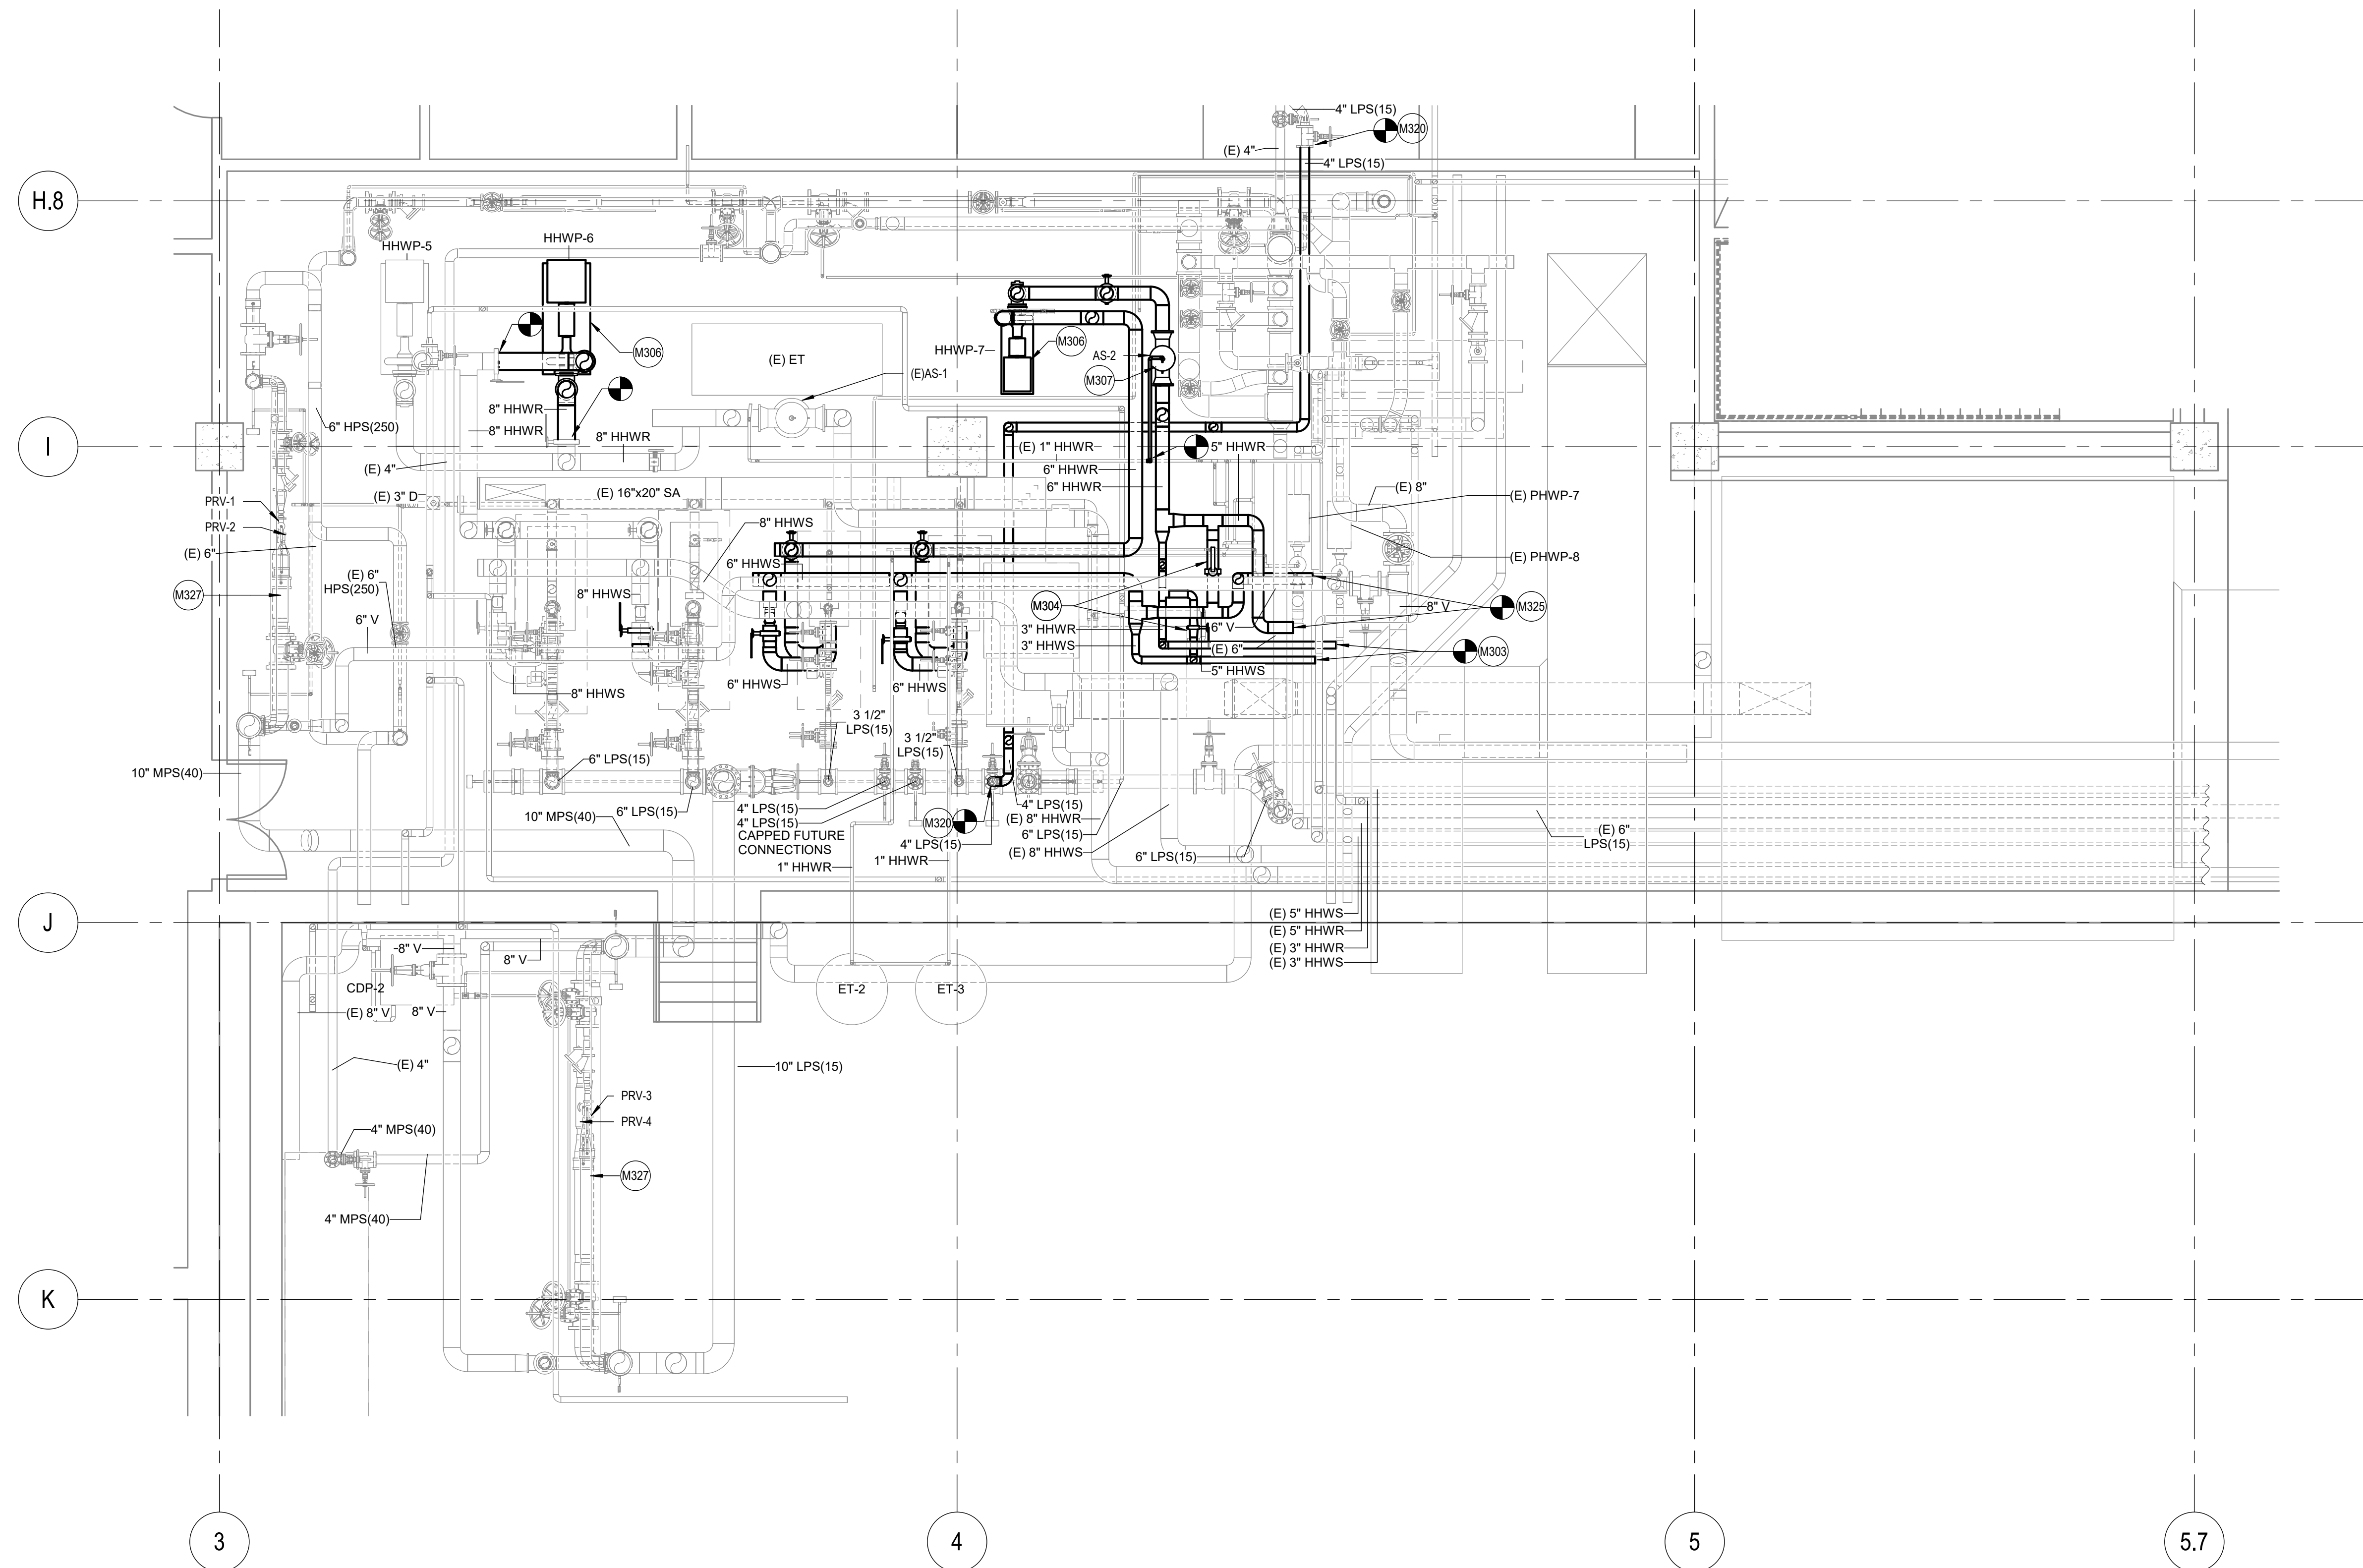 4" LPS(15)
M320
(E) 4"
4" LPS(15)
H.8
HHWP-5
HHWP-6
M306
(E) ET
(E)AS-1
HHWP-7
M306
AS-2
M307
8" HHWR
8" HHWR
8" HHWR
6" HPS(250)
I
(E) 4"
(E) 1" HHWR
5" HHWR
6" HHWR
6" HHWR
(E) 3" D
(E) 16"x20" SA
(E) 8"
(E) PHWP-7
PRV-1
PRV-2
(E) 6"
8" HHWS
(E) PHWP-8
6" HHWS
(E) 6"
HPS(250)
M327
8" HHWS
M304
8" V
M325
6" V
3" HHWR
6" V
3" HHWS
(E) 6"
M303
5" HHWS
8" HHWS
6" HHWS
6" HHWS
3 1/2"
LPS(15)
3 1/2"
LPS(15)
10" MPS(40)
6" LPS(15)
10" MPS(40)
6" LPS(15)
4" LPS(15)
4" LPS(15)
CAPPED FUTURE
CONNECTIONS
1" HHWR
M320
4" LPS(15)
1" HHWR
4" LPS(15)
(E) 8" HHWR
6" LPS(15)
(E) 8" HHWS
6" LPS(15)
(E) 6"
LPS(15)
J
(E) 5" HHWS
(E) 5" HHWR
(E) 3" HHWR
(E) 3" HHWS
8" V
8" V
CDP-2
(E) 8" V
8" V
ET-2
ET-3
(E) 4"
10" LPS(15)
PRV-3
PRV-4
4" MPS(40)
M327
4" MPS(40)
K
3
4
5
5.7